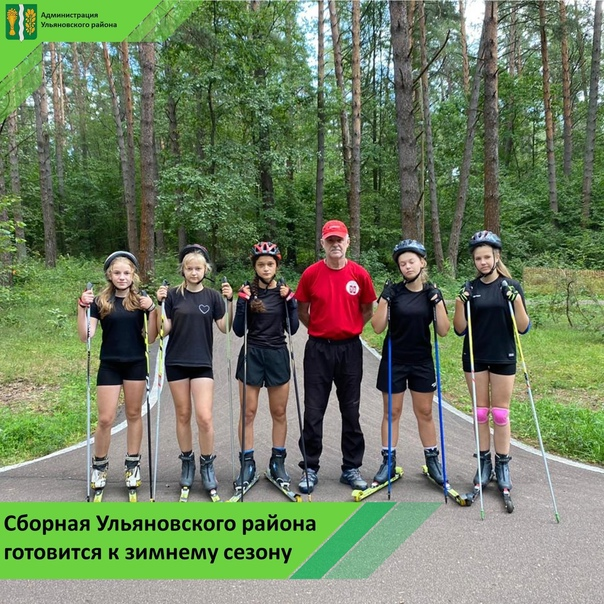 Администрация
Ульяновского района
Сборная Ульяновского района
готовится к зимнему сезону